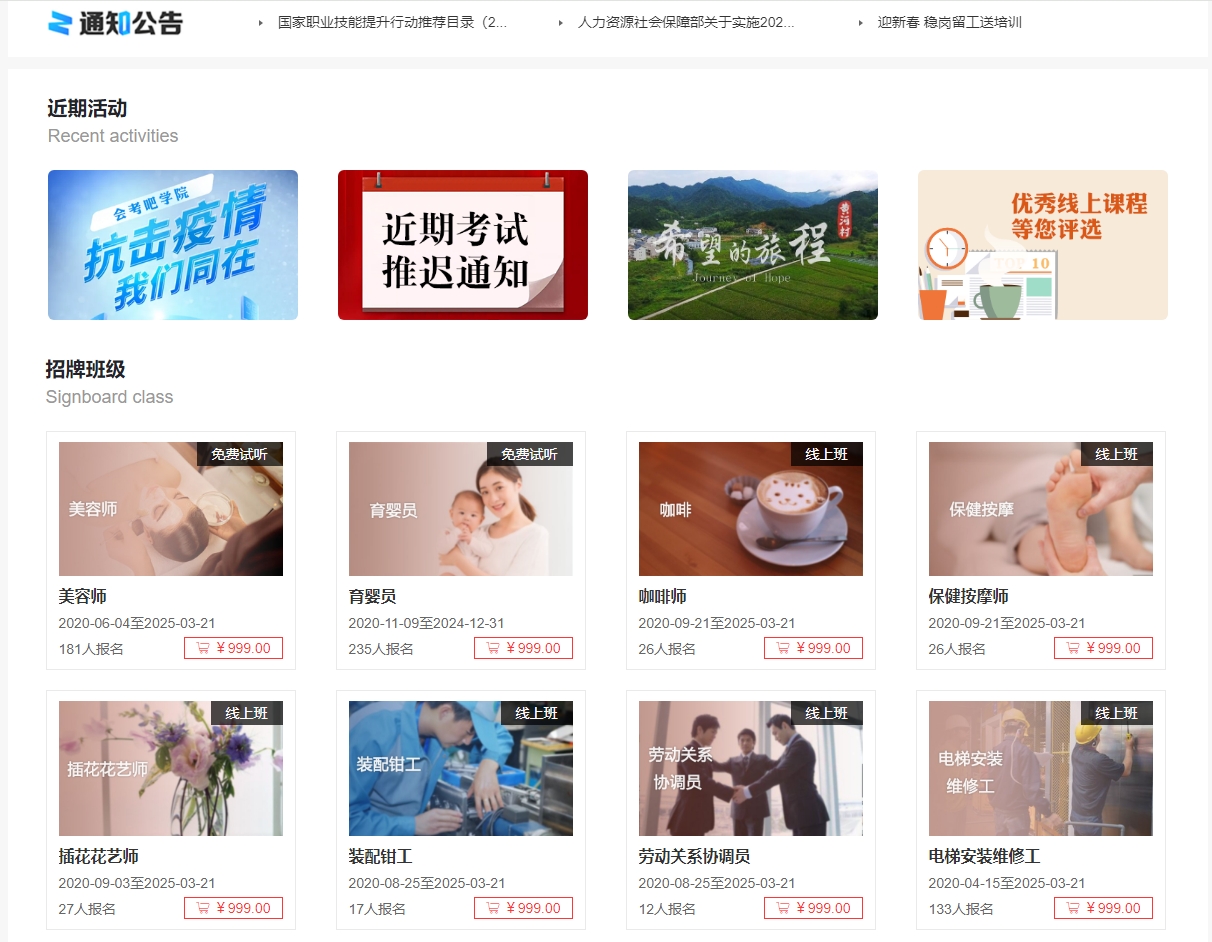 通知公告
国家职业技能提升行动推荐目录（2...
人力资源社会保障部关于实施202...
迎新春 稳岗留工送培训
近期活动
Recent activities
会考吧学院
抗击疫情
我们同在
近期考试
推迟通知
黄河村
希望的旅程
Journey of Hope
优秀线上课程
等您评选
TOP 10
招牌班级
Signboard class
免费试听
美容师
美容师
2020-06-04至2025-03-21
181人报名
￥999.00
免费试听
育婴员
育婴员
2020-11-09至2024-12-31
235人报名
￥999.00
线上班
咖啡
咖啡师
2020-09-21至2025-03-21
26人报名
￥999.00
线上班
保健按摩
保健按摩师
2020-09-21至2025-03-21
26人报名
￥999.00
线上班
插花花艺师
插花花艺师
2020-09-03至2025-03-21
27人报名
￥999.00
线上班
装配钳工
装配钳工
2020-08-25至2025-03-21
17人报名
￥999.00
线上班
劳动关系
协调员
劳动关系协调员
2020-08-25至2025-03-21
12人报名
￥999.00
线上班
电梯安装
维修工
电梯安装维修工
2020-04-15至2025-03-21
133人报名
￥999.00